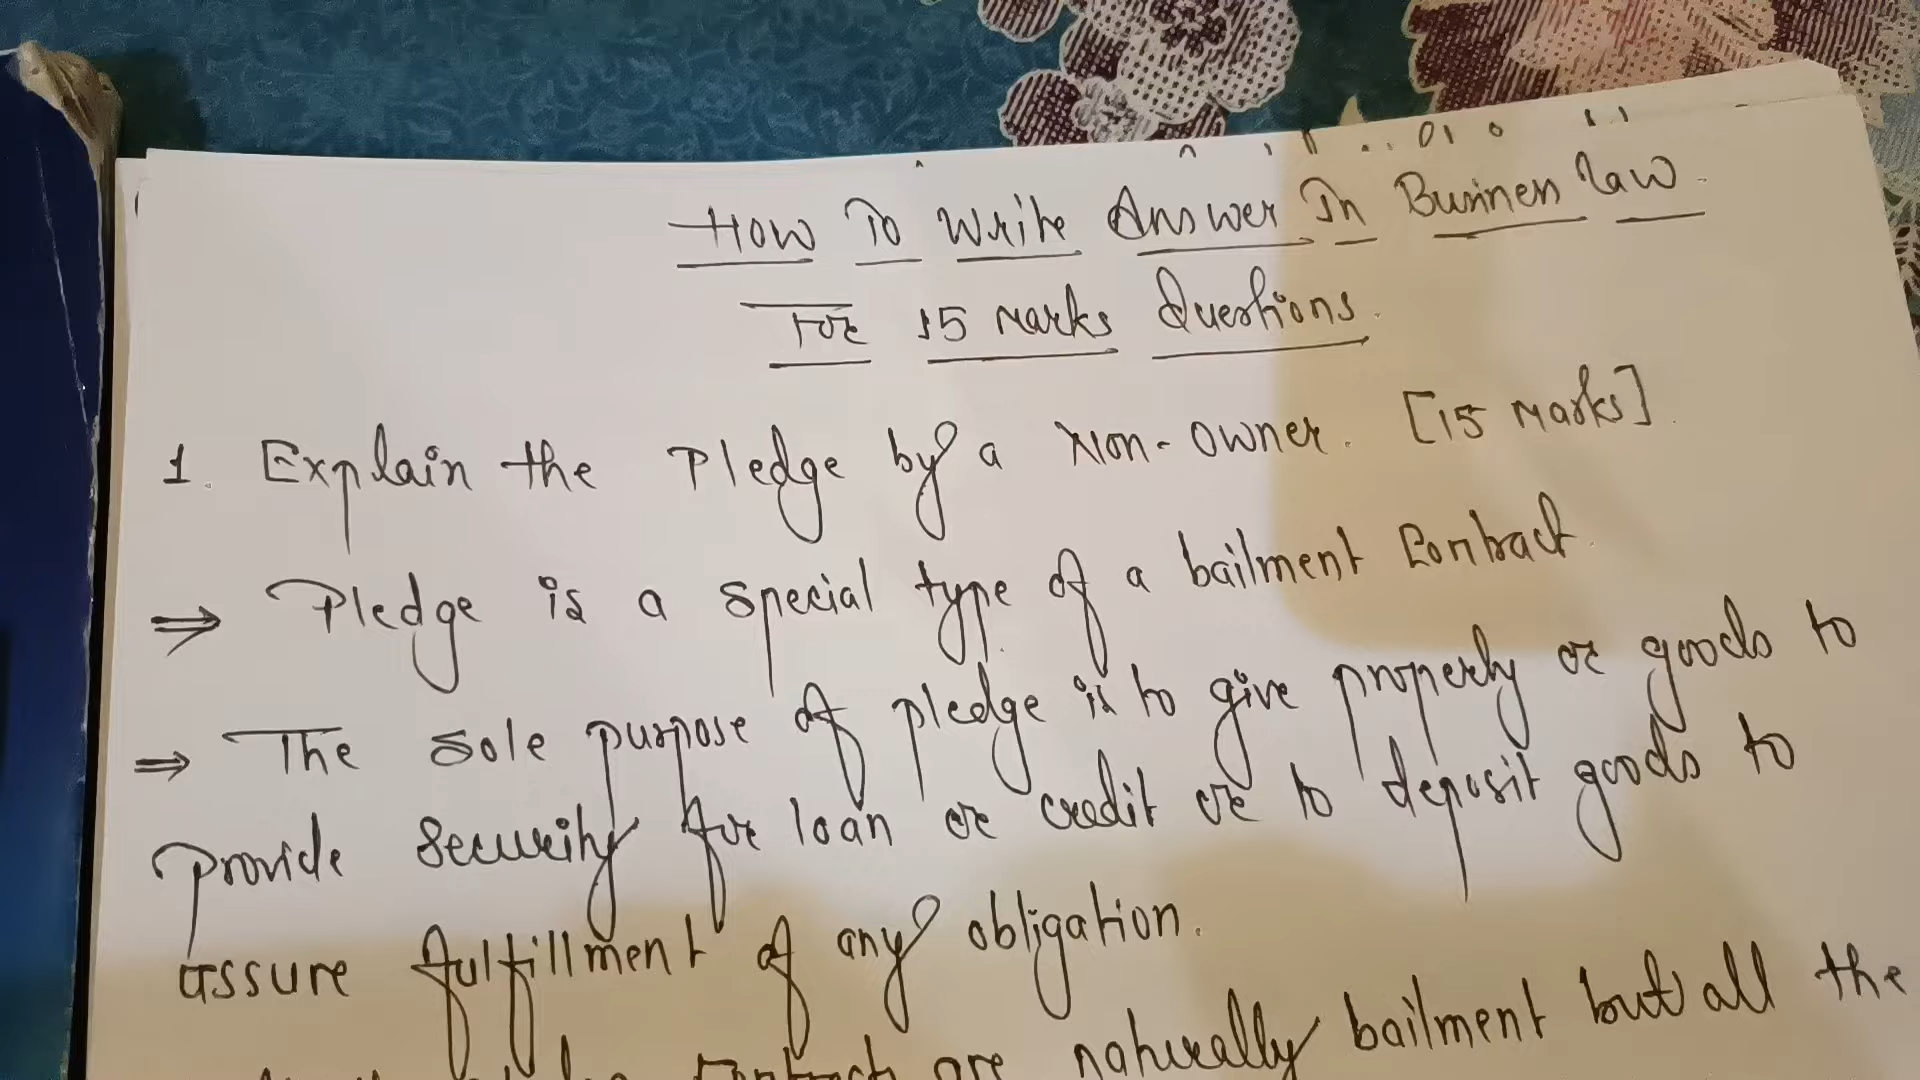 How To Write Answer In Business Law.
For 15 Marks Questions.
1. Explain the Pledge by a Non-Owner. [15 Marks]
⇒ Pledge is a special type of a bailment Contract.
⇒ The sole purpose of pledge is to give property or goods to
provide security for loan or credit or to deposit goods to
assure fulfillment of any obligation.
are naturally bailment but all the